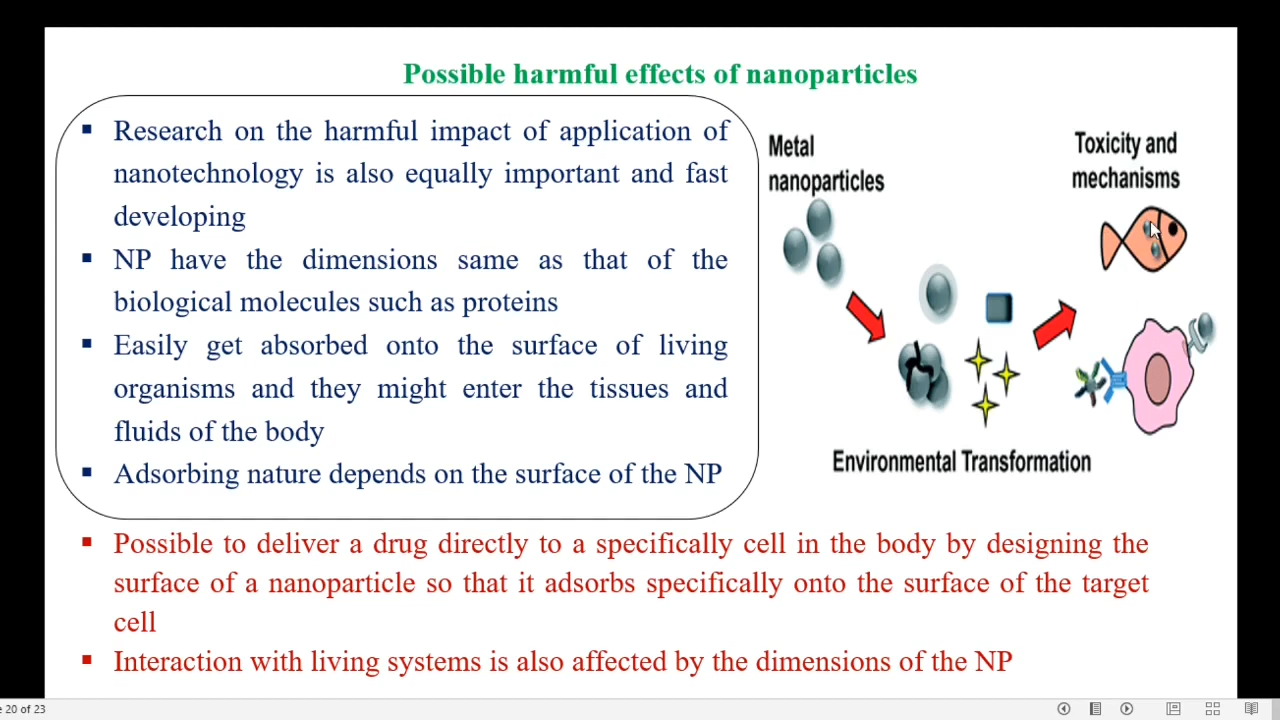 Possible harmful effects of nanoparticles
▪ Research on the harmful impact of application of
nanotechnology is also equally important and fast
developing
▪ NP have the dimensions same as that of the
biological molecules such as proteins
▪ Easily get absorbed onto the surface of living
organisms and they might enter the tissues and
fluids of the body
▪ Adsorbing nature depends on the surface of the NP
Metal
nanoparticles
Toxicity and
mechanisms
Environmental Transformation
▪ Possible to deliver a drug directly to a specifically cell in the body by designing the
surface of a nanoparticle so that it adsorbs specifically onto the surface of the target
cell
▪ Interaction with living systems is also affected by the dimensions of the NP
20 of 23